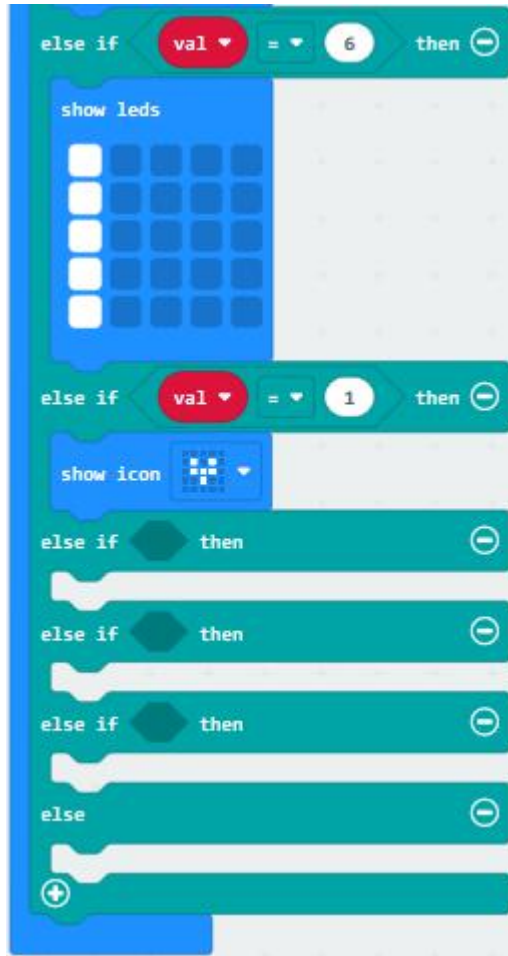 else if val = 6 then
show leds
else if val = 1 then
show icon
else if then
else if then
else if then
else